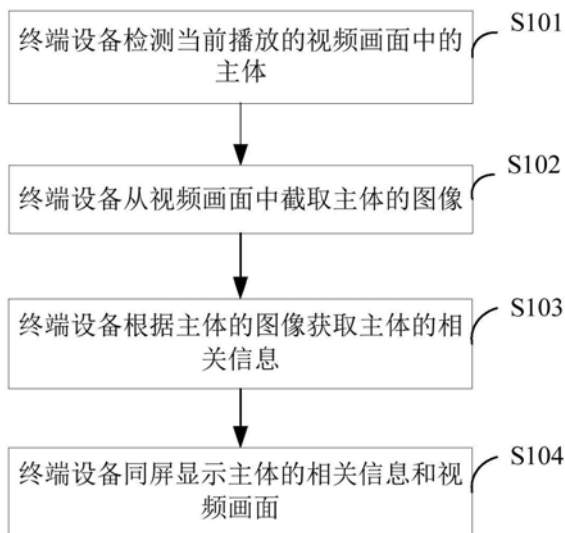 终端设备检测当前播放的视频画面中的
主体
S101
终端设备从视频画面中截取主体的图像
S102
终端设备根据主体的图像获取主体的相
关信息
S103
终端设备同屏显示主体的相关信息和视
频画面
S104